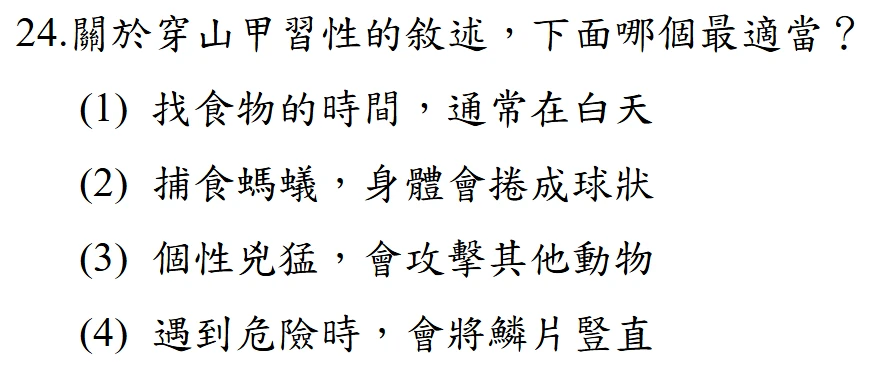 24.關於穿山甲習性的敘述，下面哪個最適當？
(1) 找食物的時間，通常在白天
(2) 捕食螞蟻，身體會捲成球狀
(3) 個性兇猛，會攻擊其他動物
(4) 遇到危險時，會將鱗片豎直